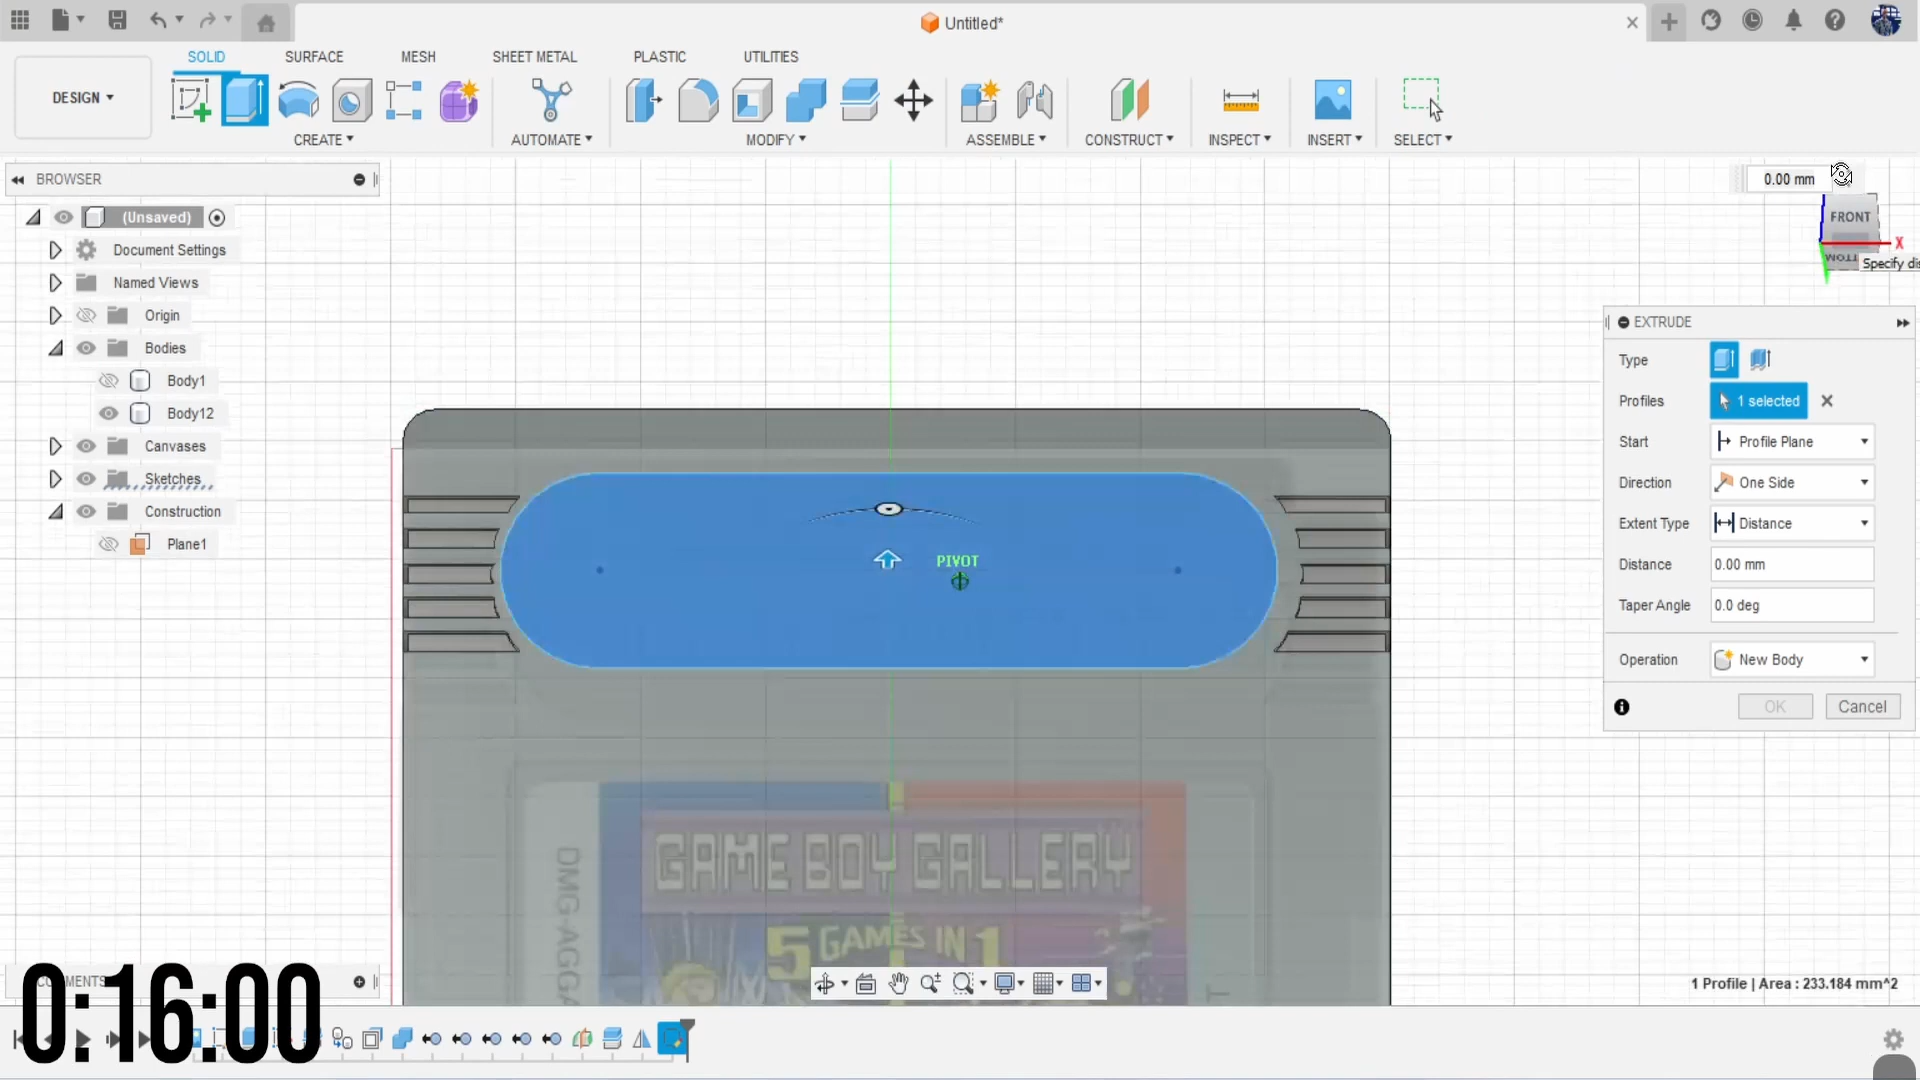 Untitled*
SOLID
SURFACE
MESH
SHEET METAL
PLASTIC
UTILITIES
DESIGN
CREATE
AUTOMATE
MODIFY
ASSEMBLE
CONSTRUCT
INSPECT
INSERT
SELECT
BROWSER
(Unsaved)
Document Settings
Named Views
Origin
Bodies
Body1
Body12
Canvases
Sketches
Construction
Plane1
0.00 mm
FRONT
X
Specify dis
EXTRUDE
Type
Profiles
1 selected
Start
Profile Plane
Direction
One Side
Extent Type
Distance
Distance
0.00 mm
Taper Angle
0.0 deg
Operation
New Body
OK
Cancel
PIVOT
GAME BOY GALLERY
5 GAMES IN 1
1 Profile | Area : 233.184 mm^2
0:16:00